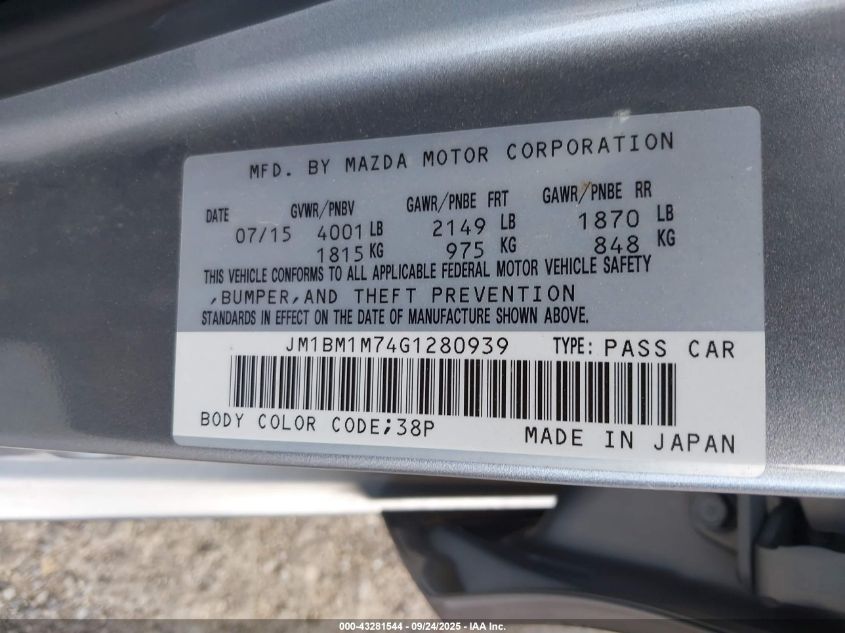 MFD. BY MAZDA MOTOR CORPORATION
DATE GVWR/PNBV GAWR/PNBE FRT GAWR/PNBE RR
07/15 4001 LB 2149 LB 1870 LB
1815 KG 975 KG 848 KG
THIS VEHICLE CONFORMS TO ALL APPLICABLE FEDERAL MOTOR VEHICLE SAFETY
,BUMPER,AND THEFT PREVENTION
STANDARDS IN EFFECT ON THE DATE OF MANUFACTURE SHOWN ABOVE.
JM1BM1M74G1280939 TYPE: PASS CAR
BODY COLOR CODE;38P
MADE IN JAPAN
000-43281544 - 09/24/2025 - IAA Inc.